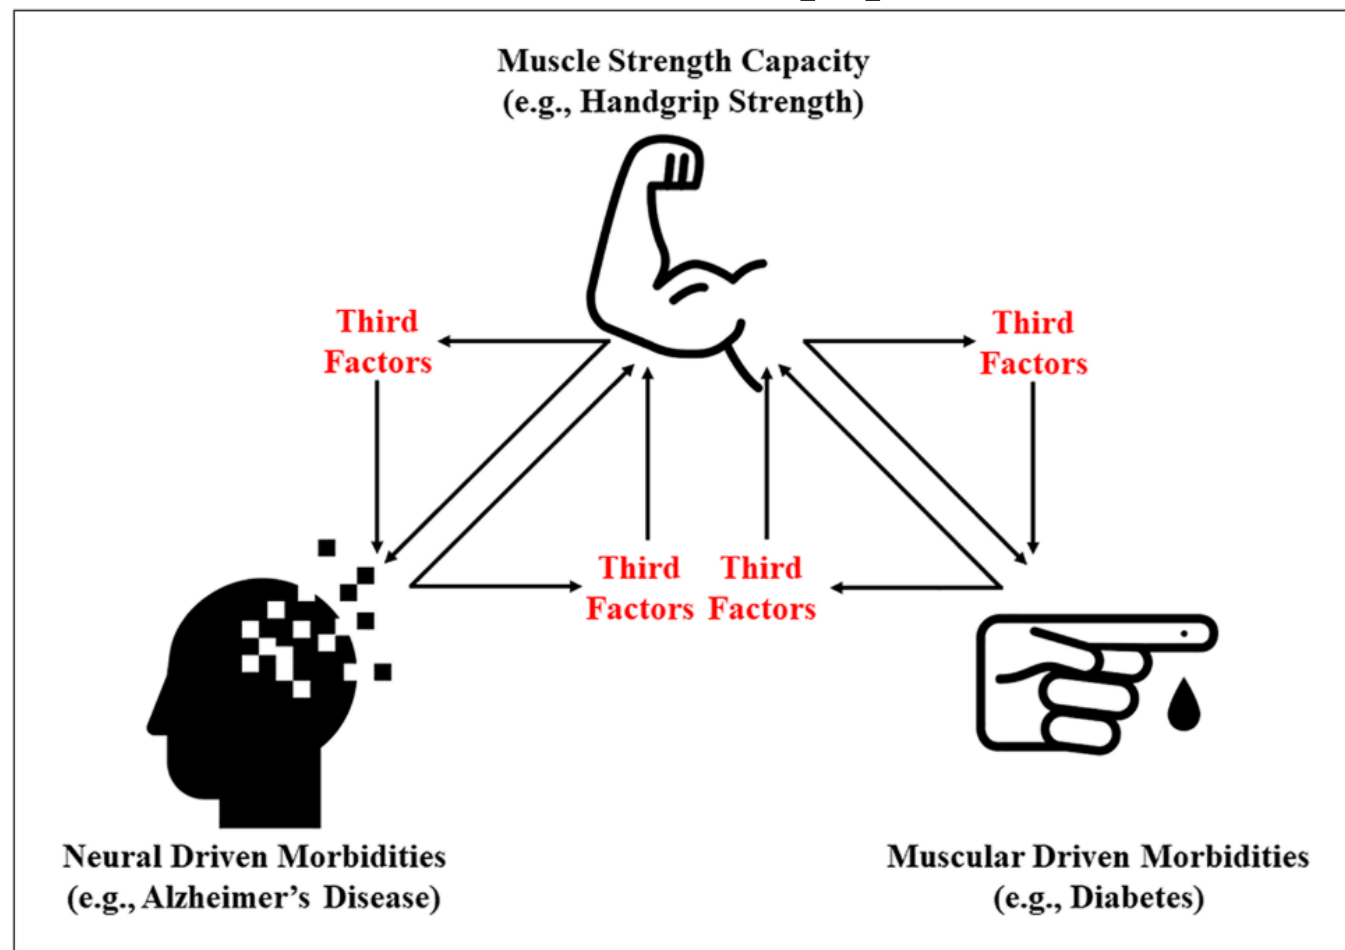 Muscle Strength Capacity
(e.g., Handgrip Strength)
Third
Factors
Third
Factors
Third
Factors
Third
Factors
Neural Driven Morbidities
(e.g., Alzheimer's Disease)
Muscular Driven Morbidities
(e.g., Diabetes)